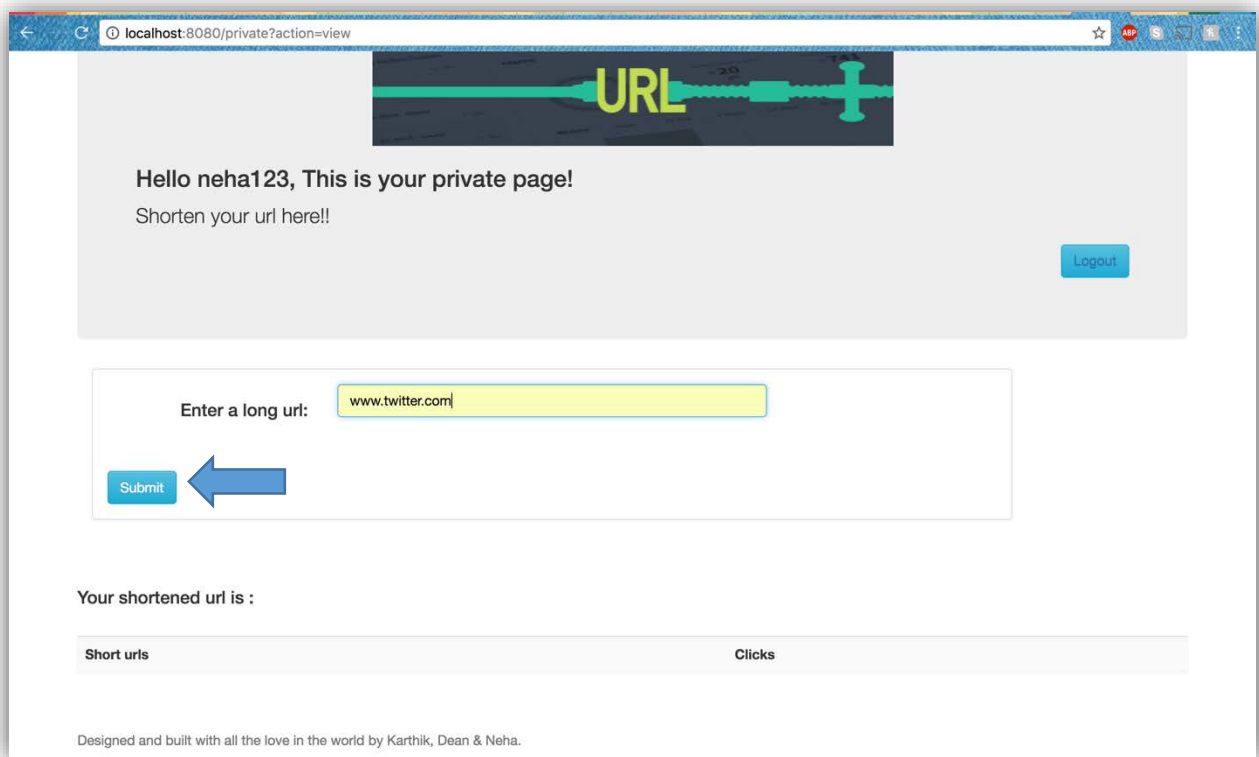 localhost:8080/private?action=view
ABP S
URL
-20
Hello neha123, This is your private page!
Shorten your url here!!
Logout
Enter a long url:
www.twitter.com
Submit
Your shortened url is :
Short urls Clicks
Designed and built with all the love in the world by Karthik, Dean & Neha.